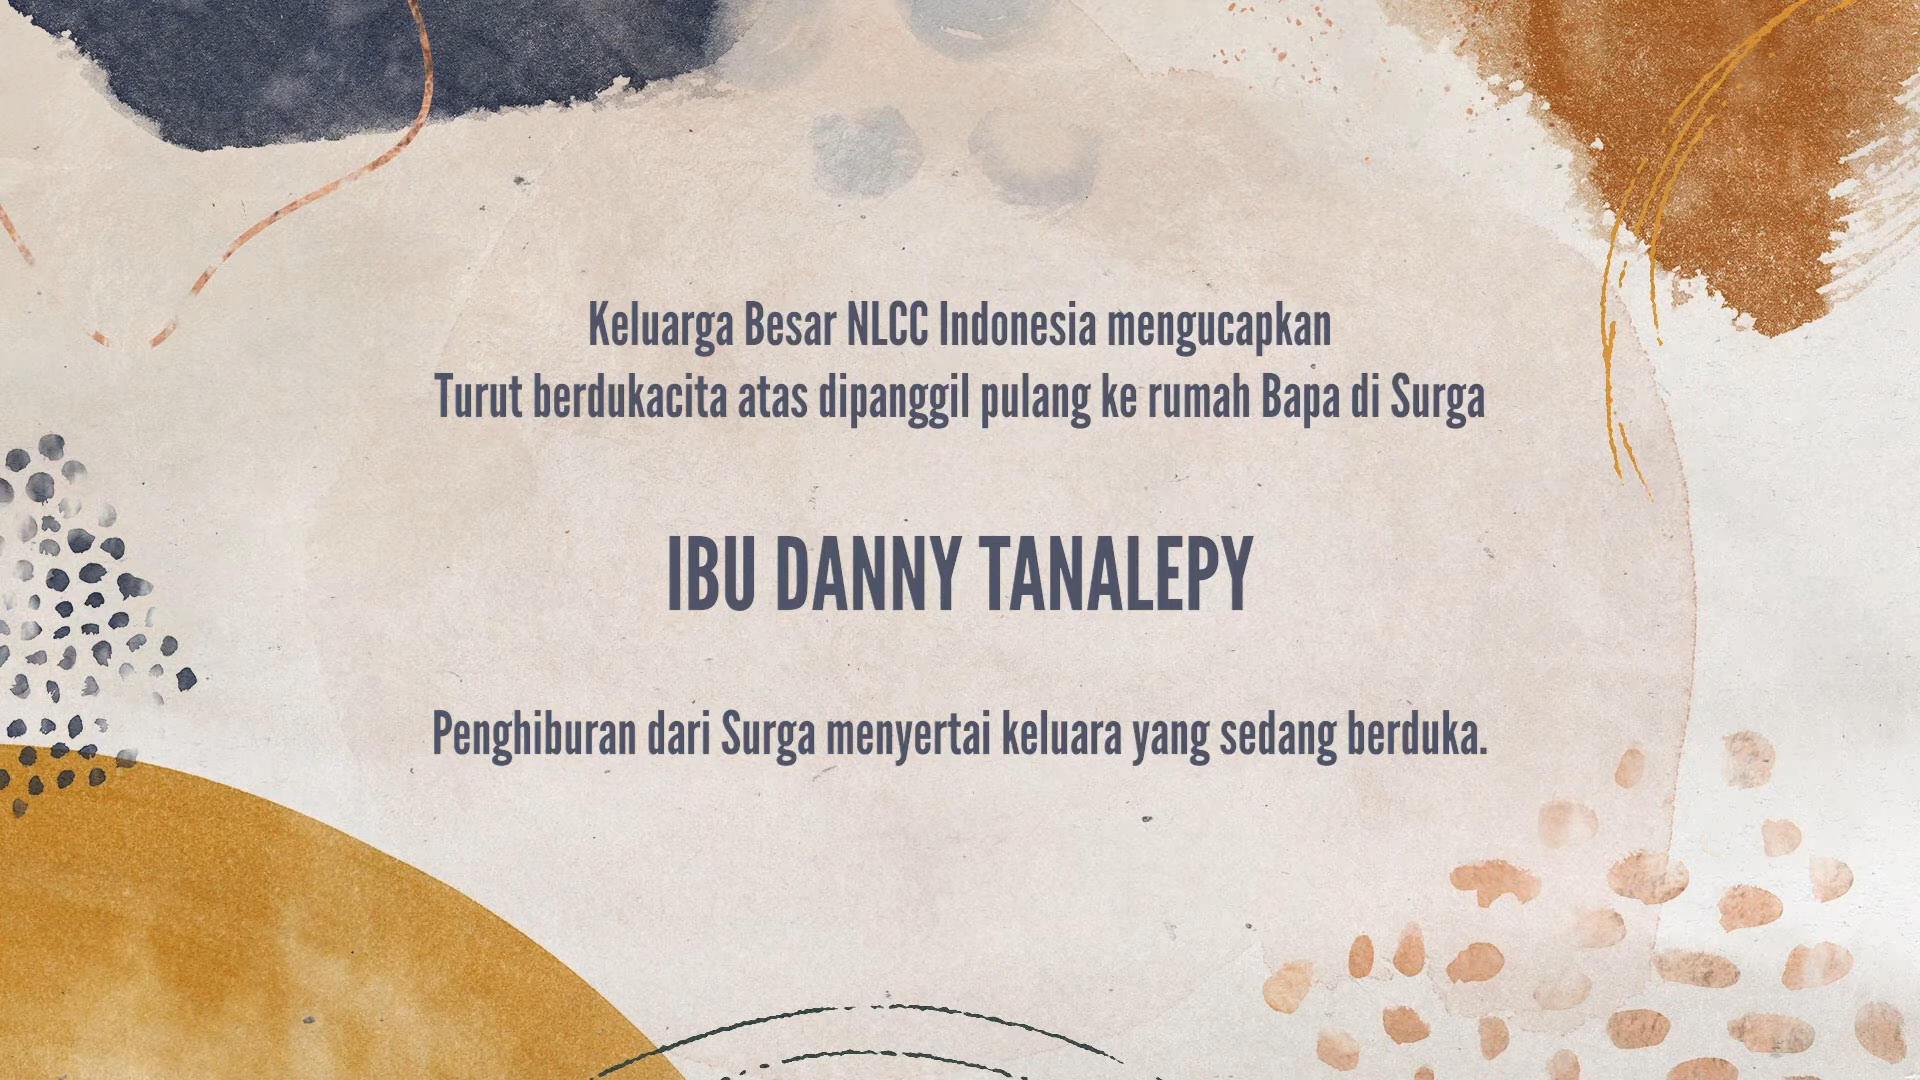 Keluarga Besar NLCC Indonesia mengucapkan
Turut berdukacita atas dipanggil pulang ke rumah Bapa di Surga
IBU DANNY TANALEPY
Penghiburan dari Surga menyertai keluara yang sedang berduka.